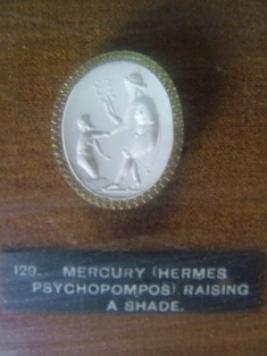 129. MERCURY (HERMES
PSYCHOPOMPOS) RAISING
A SHADE.